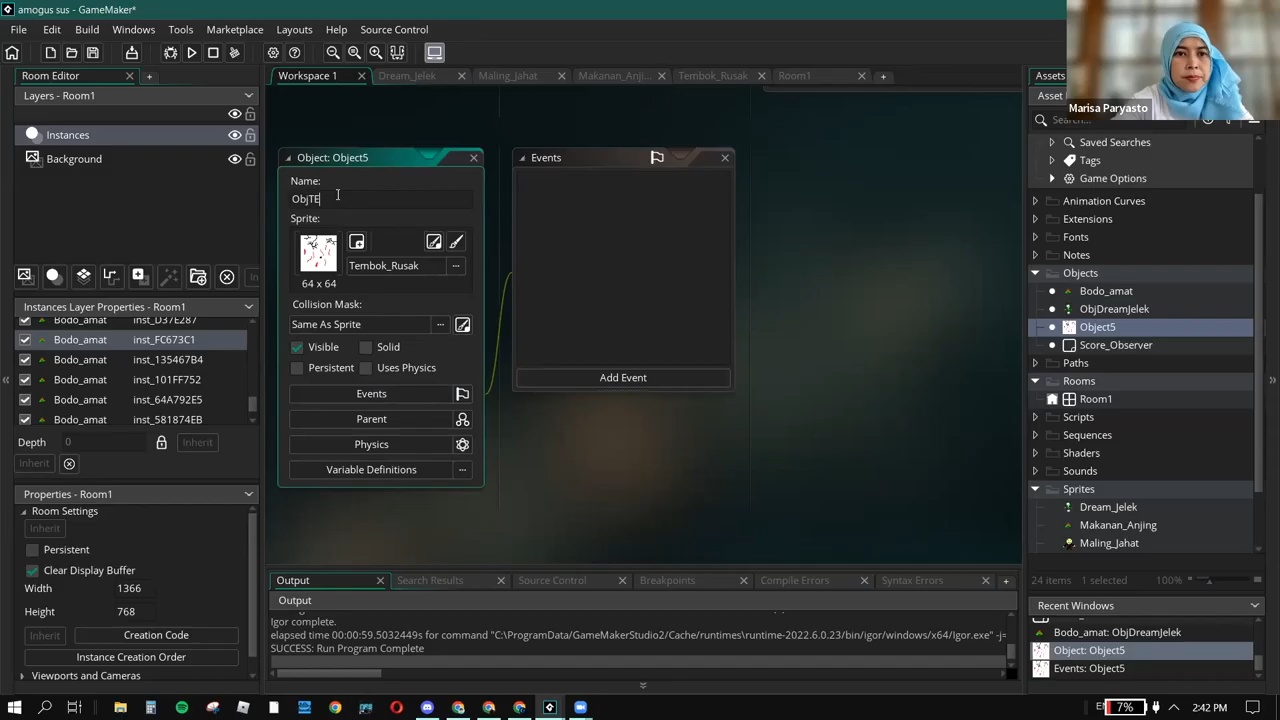 amogus sus - GameMaker*
File Edit Build Windows Tools Marketplace Layouts Help Source Control
Room Editor
Workspace 1 Dream_Jelek Maling_Jahat Makanan_Anji... Tembok_Rusak Room1
Assets
Marisa Paryasto
Layers - Room1
Instances
Background
Object: Object5
Name:
ObjTE
Sprite:
Tembok_Rusak
64 x 64
Collision Mask:
Same As Sprite
Visible Solid
Persistent Uses Physics
Events
Parent
Physics
Variable Definitions
Events
Add Event
Saved Searches
Tags
Game Options
Animation Curves
Extensions
Fonts
Notes
Objects
Bodo_amat
ObjDreamJelek
Object5
Score_Observer
Paths
Rooms
Room1
Scripts
Sequences
Shaders
Sounds
Sprites
Dream_Jelek
Makanan_Anjing
Maling_Jahat
24 items 1 selected 100%
Recent Windows
Bodo_amat: ObjDreamJelek
Object: Object5
Events: Object5
Instances Layer Properties - Room1
Bodo_amat inst_D37E287
Bodo_amat inst_FC673C1
Bodo_amat inst_135467B4
Bodo_amat inst_101FF752
Bodo_amat inst_64A792E5
Bodo_amat inst_581874EB
Depth 0 Inherit
Inherit
Properties - Room1
Room Settings
Inherit
Persistent
Clear Display Buffer
Width 1366
Height 768
Inherit Creation Code
Instance Creation Order
Viewports and Cameras
Output Search Results Source Control Breakpoints Compile Errors Syntax Errors
Output
Igor complete.
elapsed time 00:00:59.5032449s for command "C:\ProgramData/GameMakerStudio2/Cache/runtimes\runtime-2022.6.0.23/bin/igor/windows/x64/Igor.exe" -j=
SUCCESS: Run Program Complete
7% 2:42 PM